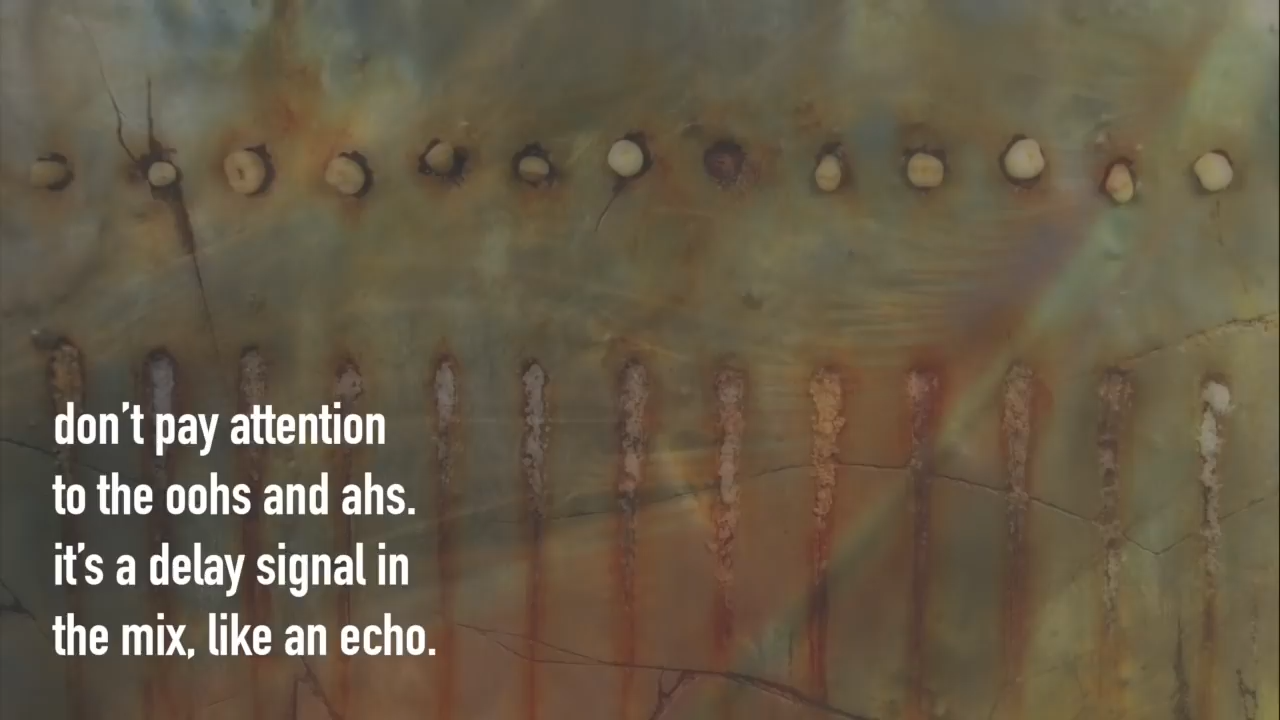 don't pay attention
to the oohs and ahs.
it's a delay signal in
the mix, like an echo.